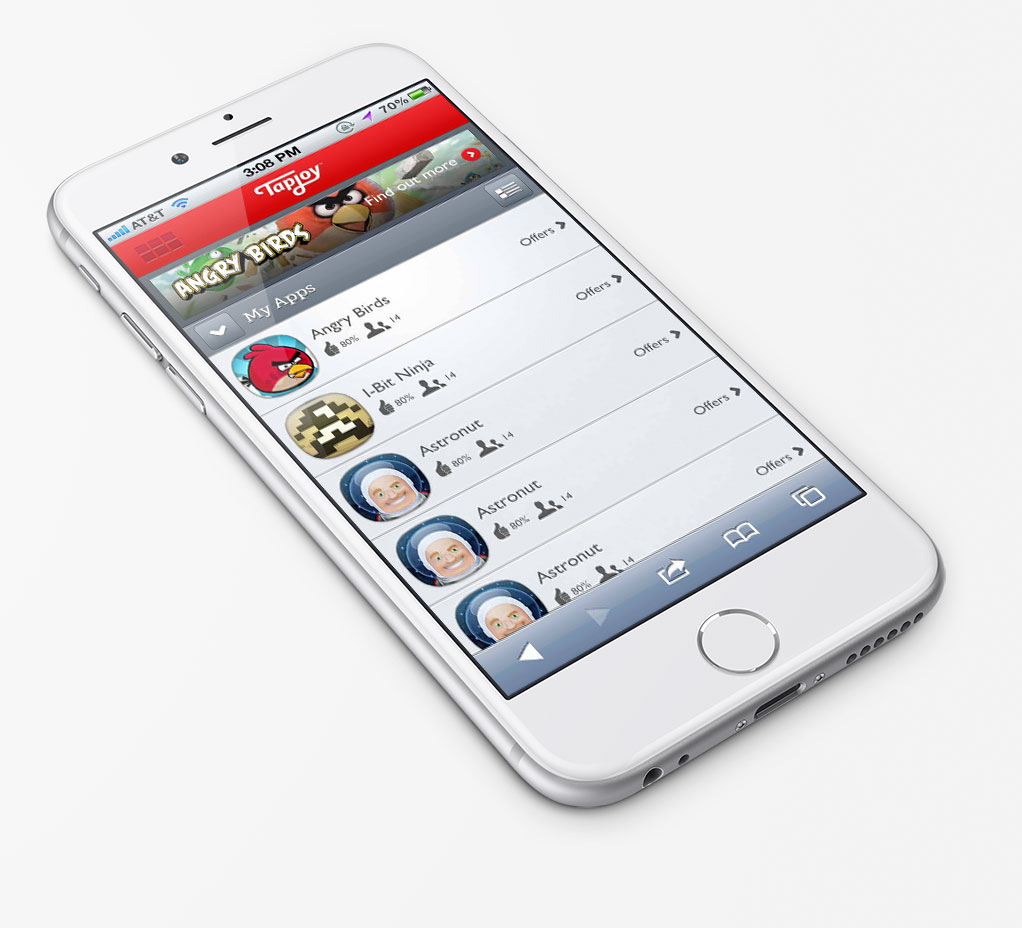 AT&T 3:08 PM 70%
Tapjoy
ANGRY BIRDS Find out more
My Apps
Angry Birds
80% 14
Offers
1-Bit Ninja
80% 14
Offers
Astronut
80% 14
Offers
Astronut
80% 14
Offers
Astronut
80% 14
Offers